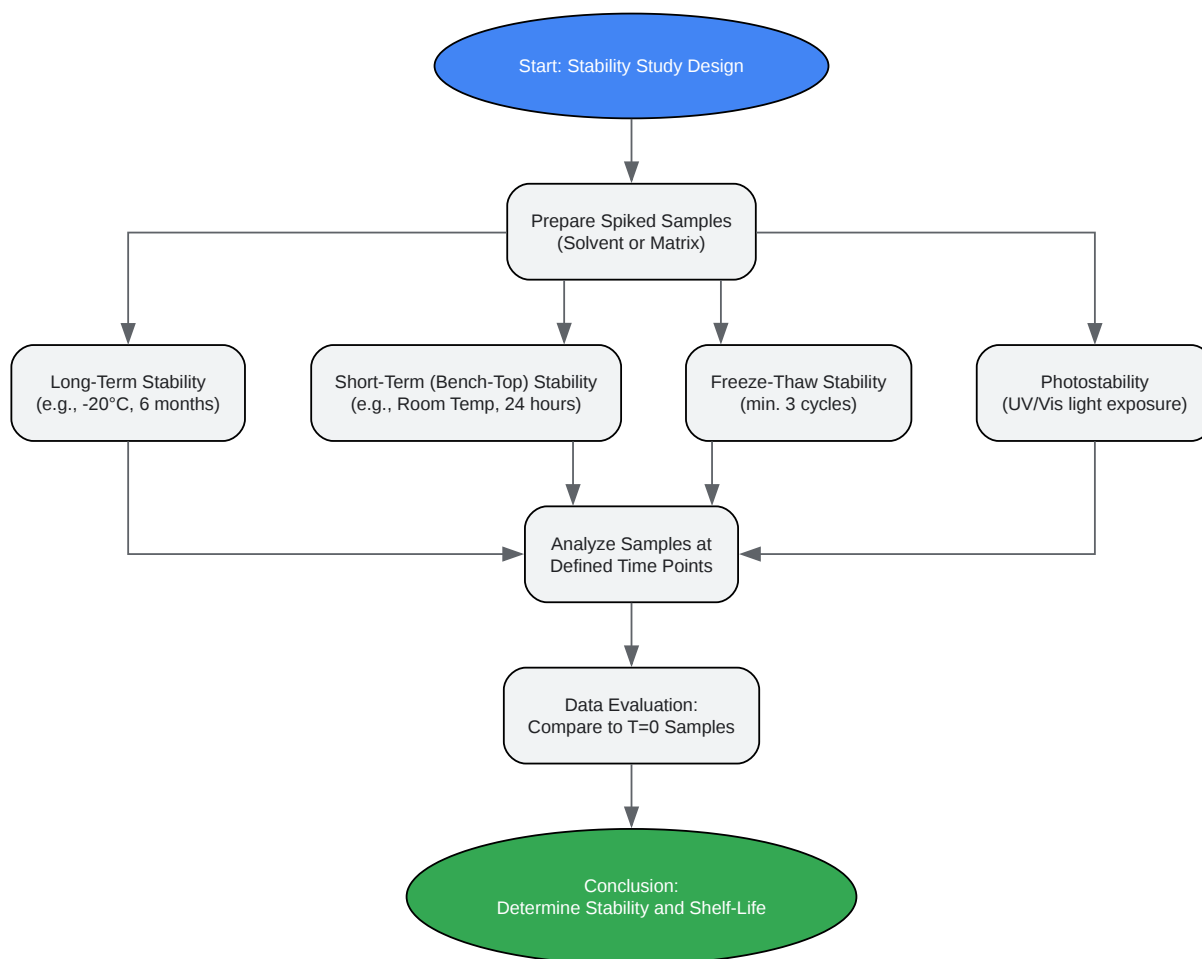 Start: Stability Study Design
Prepare Spiked Samples
(Solvent or Matrix)
Long-Term Stability
(e.g., -20°C, 6 months)
Short-Term (Bench-Top) Stability
(e.g., Room Temp, 24 hours)
Freeze-Thaw Stability
(min. 3 cycles)
Photostability
(UV/Vis light exposure)
Analyze Samples at
Defined Time Points
Data Evaluation:
Compare to T=0 Samples
Conclusion:
Determine Stability and Shelf-Life